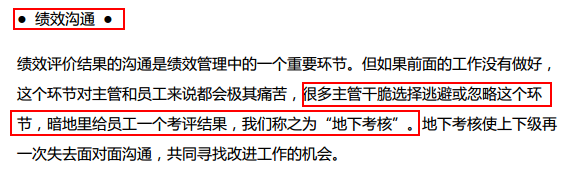 ● 绩效沟通 ●
绩效评价结果的沟通是绩效管理中的一个重要环节。但如果前面的工作没有做好，
这个环节对主管和员工来说都会极其痛苦，很多主管干脆选择逃避或忽略这个环
节，暗地里给员工一个考评结果，我们称之为“地下考核”。地下考核使上下级再
一次失去面对面沟通，共同寻找改进工作的机会。